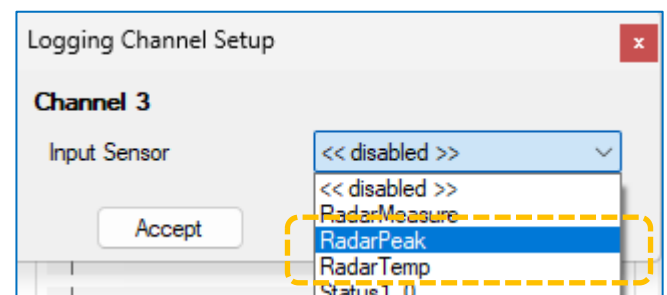 Logging Channel Setup
x
Channel 3
Input Sensor
<< disabled >>
<< disabled >>
RadarMeasure
Accept
RadarPeak
RadarTemp
Status1_0